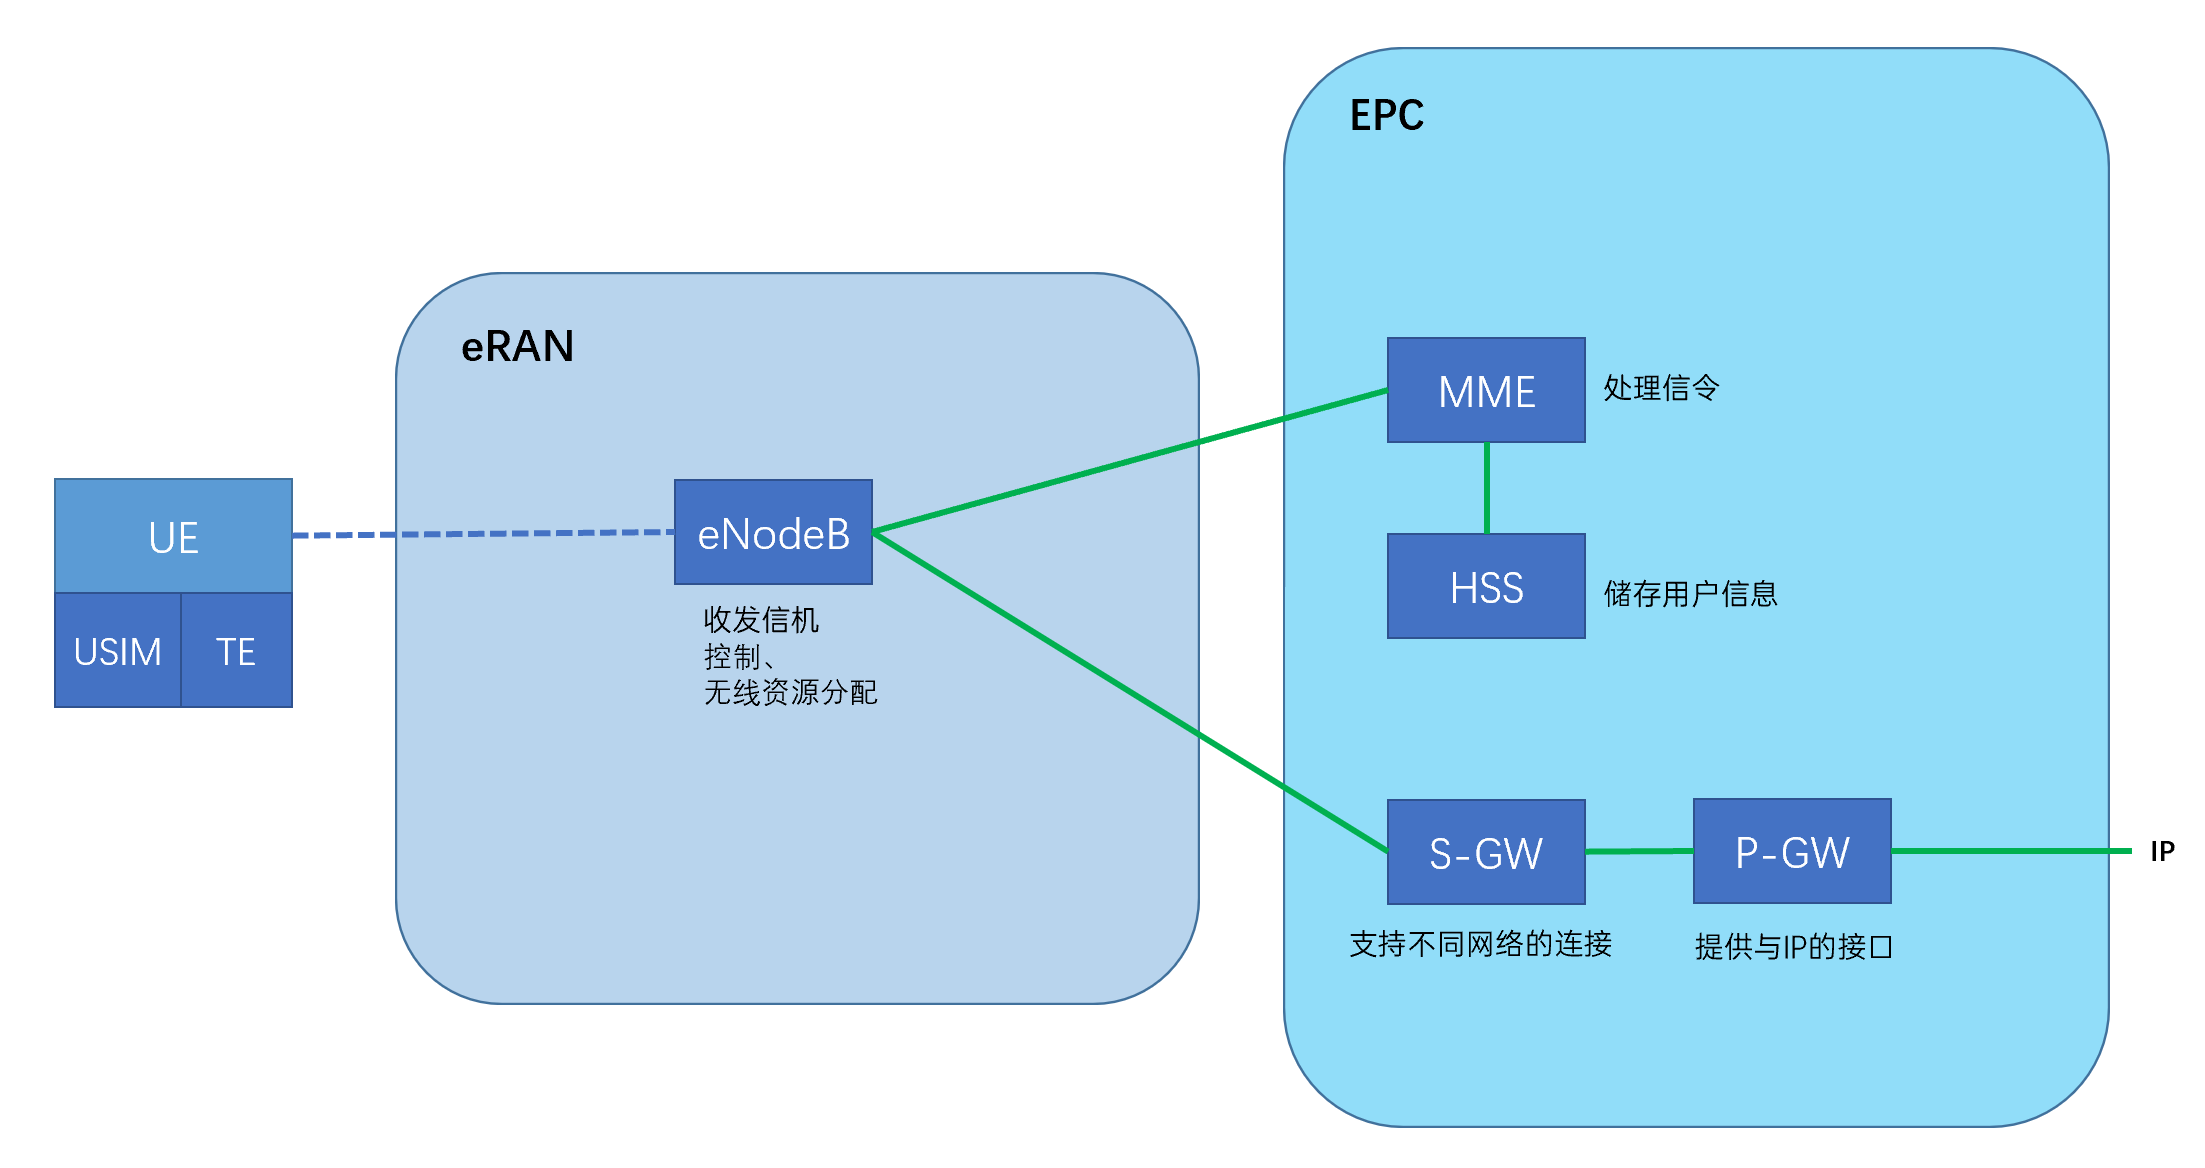 EPC
eRAN
MME
处理信令
UE
eNodeB
HSS
储存用户信息
USIM
TE
收发信机
控制、
无线资源分配
S-GW
P-GW
IP
支持不同网络的连接
提供与IP的接口